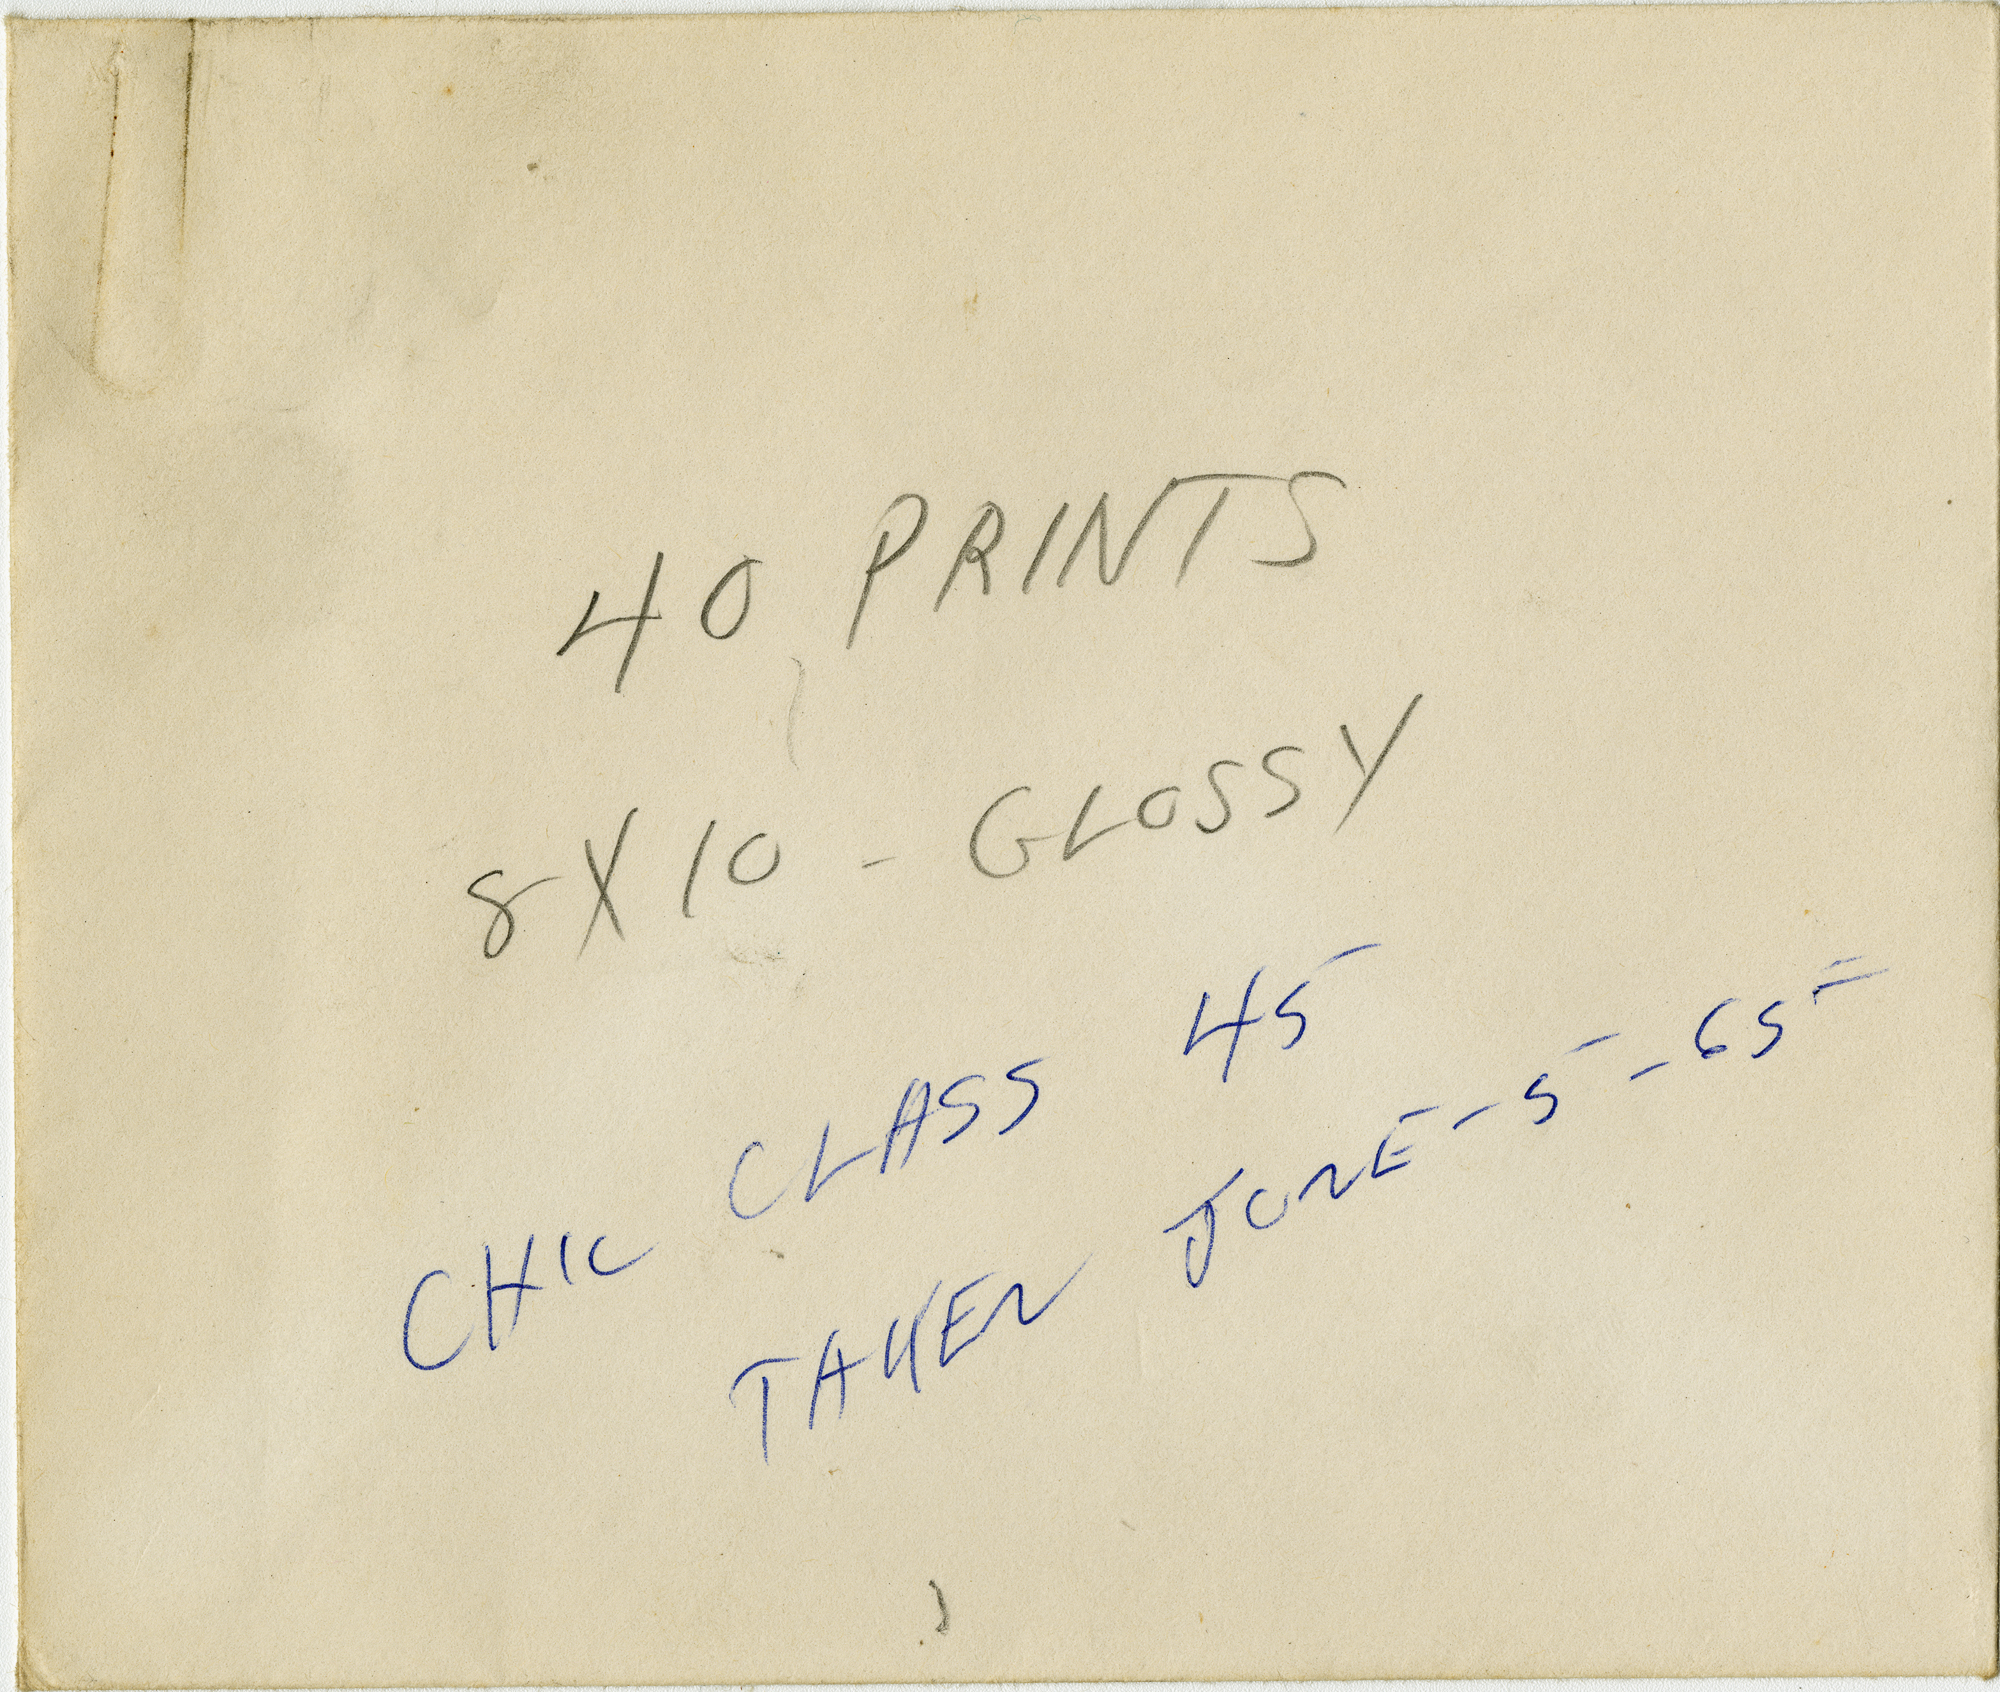 40 PRINTS
8X10 - GLOSSY
CHIC CLASS 45
TAKEN JUNE - 5 - 65